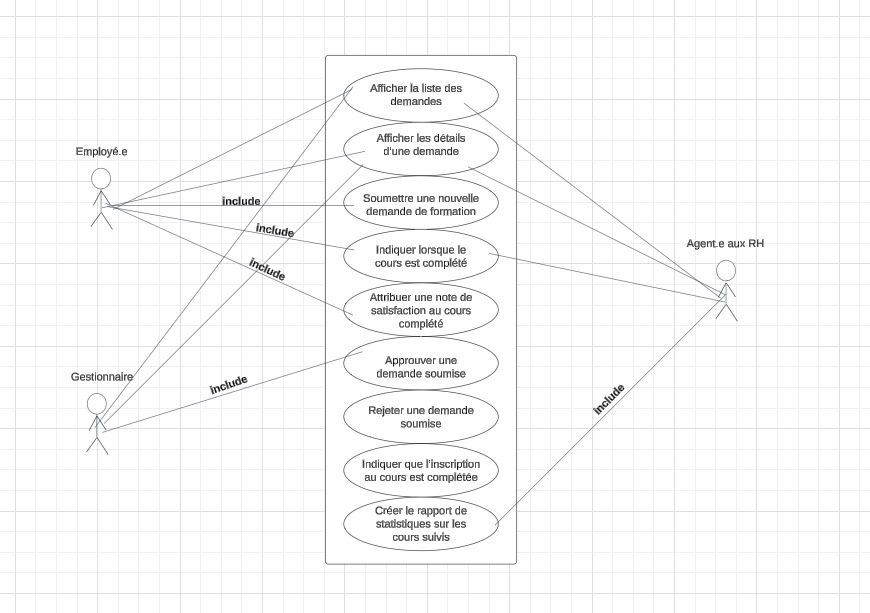 Afficher la liste des
demandes
Employé.e
Afficher les détails
d'une demande
include
Soumettre une nouvelle
demande de formation
include
Agent.e aux RH
Indiquer lorsque le
cours est complété
include
Attribuer une note de
satisfaction au cours
complété
Gestionnaire
include
Approuver une
demande soumise
Rejeter une demande
soumise
include
Indiquer que l'inscription
au cours est complétée
Créer le rapport de
statistiques sur les
cours suivis